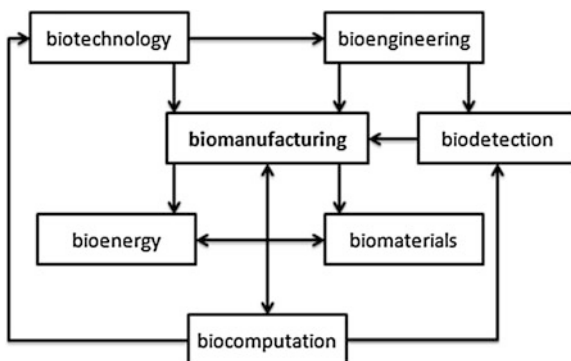 biotechnology
bioengineering
biomanufacturing
biodetection
bioenergy
biomaterials
biocomputation